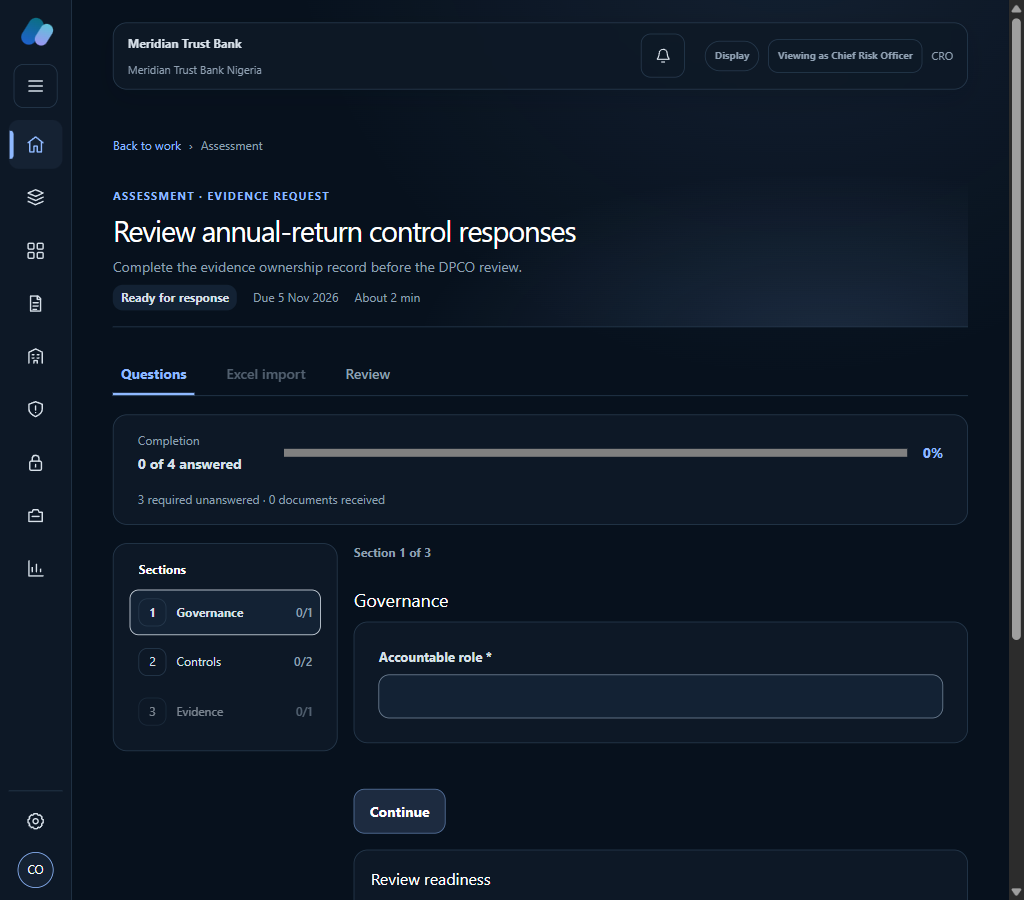 Meridian Trust Bank
Meridian Trust Bank Nigeria
Display
Viewing as Chief Risk Officer
CRO
Back to work › Assessment
ASSESSMENT · EVIDENCE REQUEST
Review annual-return control responses
Complete the evidence ownership record before the DPCO review.
Ready for response Due 5 Nov 2026 About 2 min
Questions Excel import Review
Completion
0 of 4 answered
0%
3 required unanswered · 0 documents received
Sections
1 Governance 0/1
2 Controls 0/2
3 Evidence 0/1
Section 1 of 3
Governance
Accountable role *
Continue
Review readiness
CO